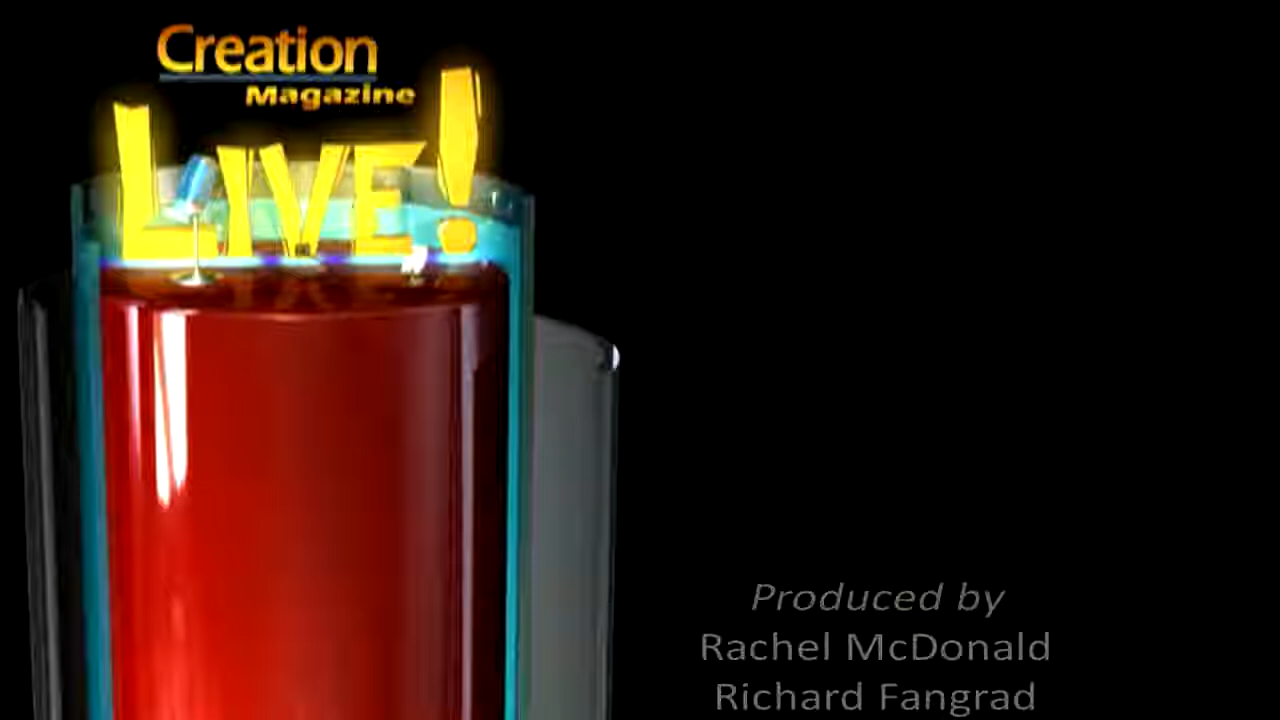 Creation
Magazine
LIVE!
Produced by
Rachel McDonald
Richard Fangrad